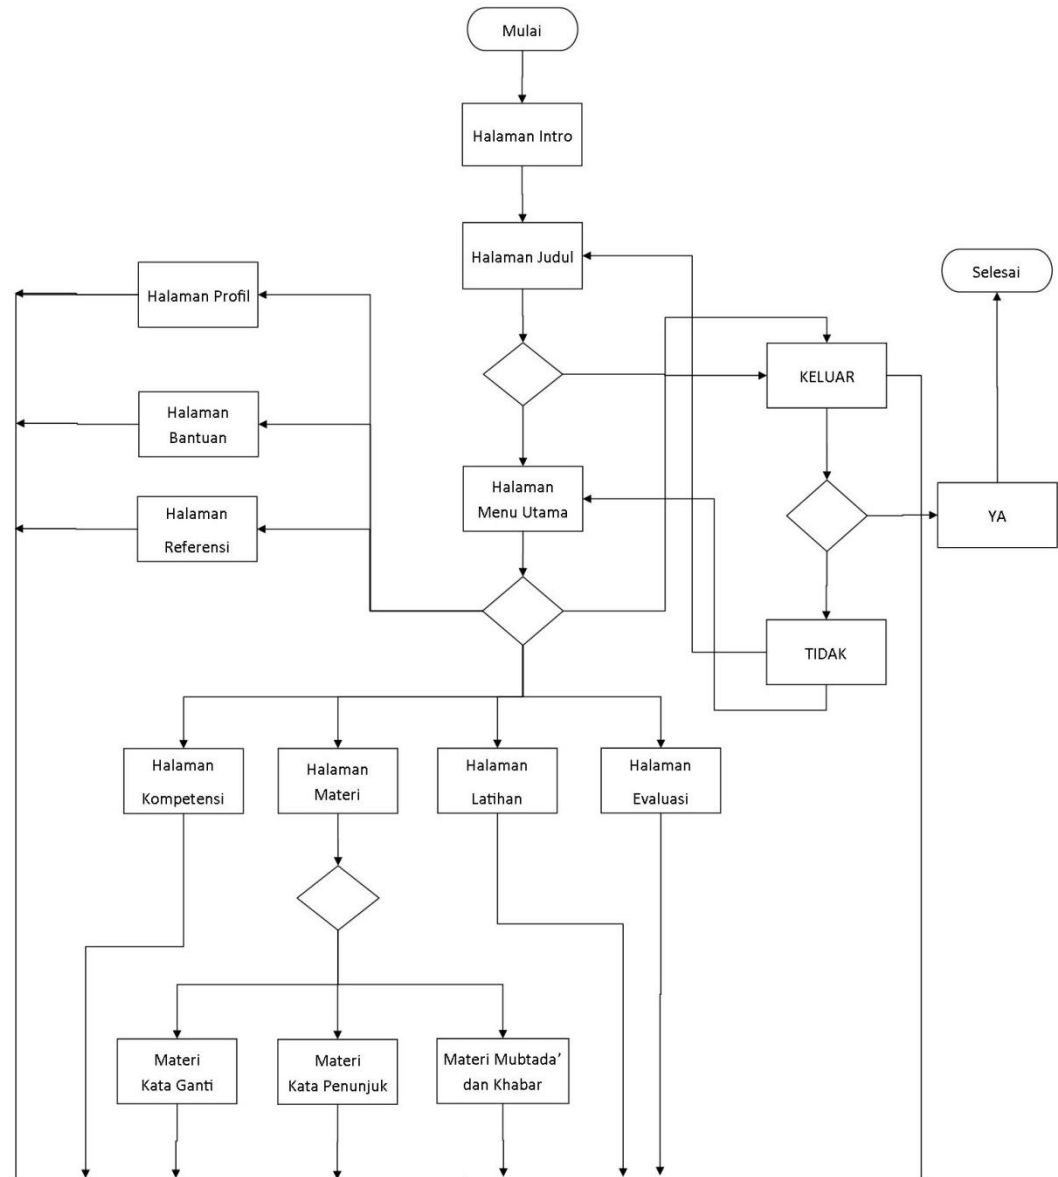 Mulai
Halaman Intro
Halaman Judul
Selesai
Halaman Profil
KELUAR
Halaman
Bantuan
Halaman
Menu Utama
Halaman
Referensi
YA
TIDAK
Halaman
Kompetensi
Halaman
Materi
Halaman
Latihan
Halaman
Evaluasi
Materi
Kata Ganti
Materi
Kata Penunjuk
Materi Mubtada’
dan Khabar